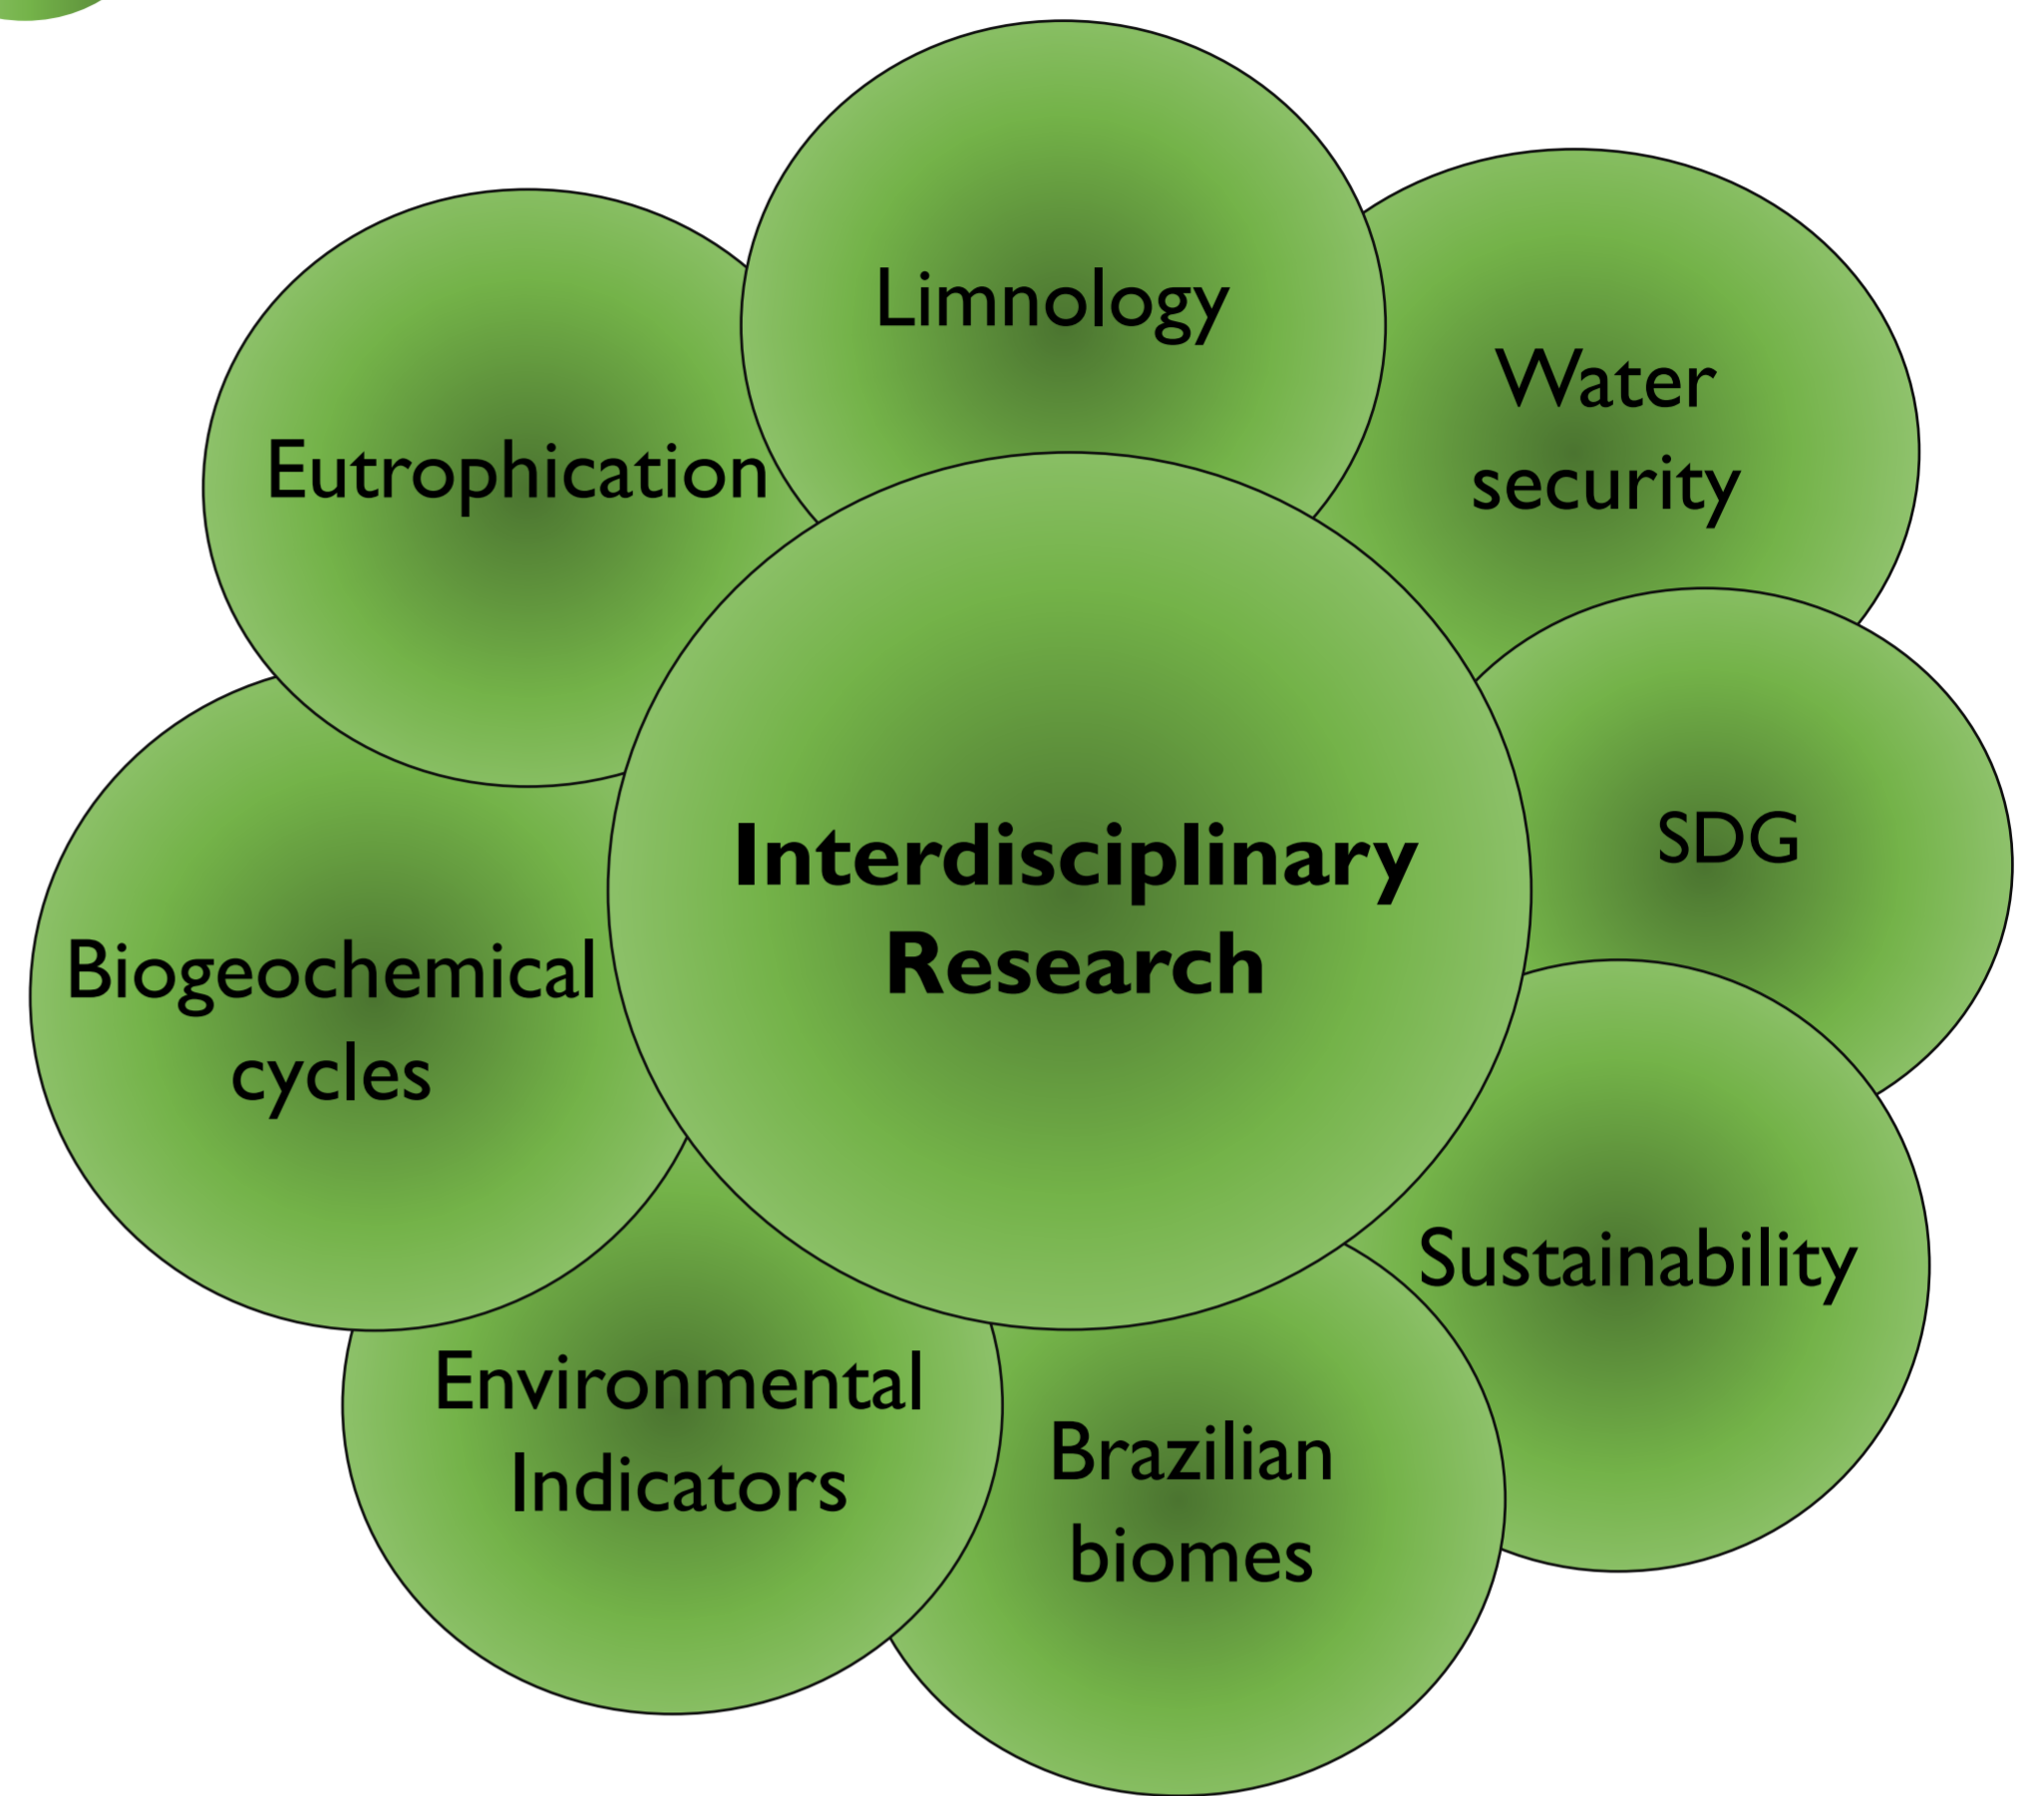 Limnology
Water
security
Eutrophication
SDG
Interdisciplinary
Research
Biogeochemical
cycles
Sustainability
Environmental
Indicators
Brazilian
biomes